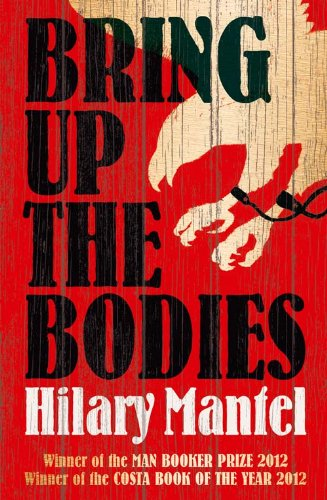 BRING
UP
THE
BODIES
Hilary Mantel
Winner of the MAN BOOKER PRIZE 2012
Winner of the COSTA BOOK OF THE YEAR 2012